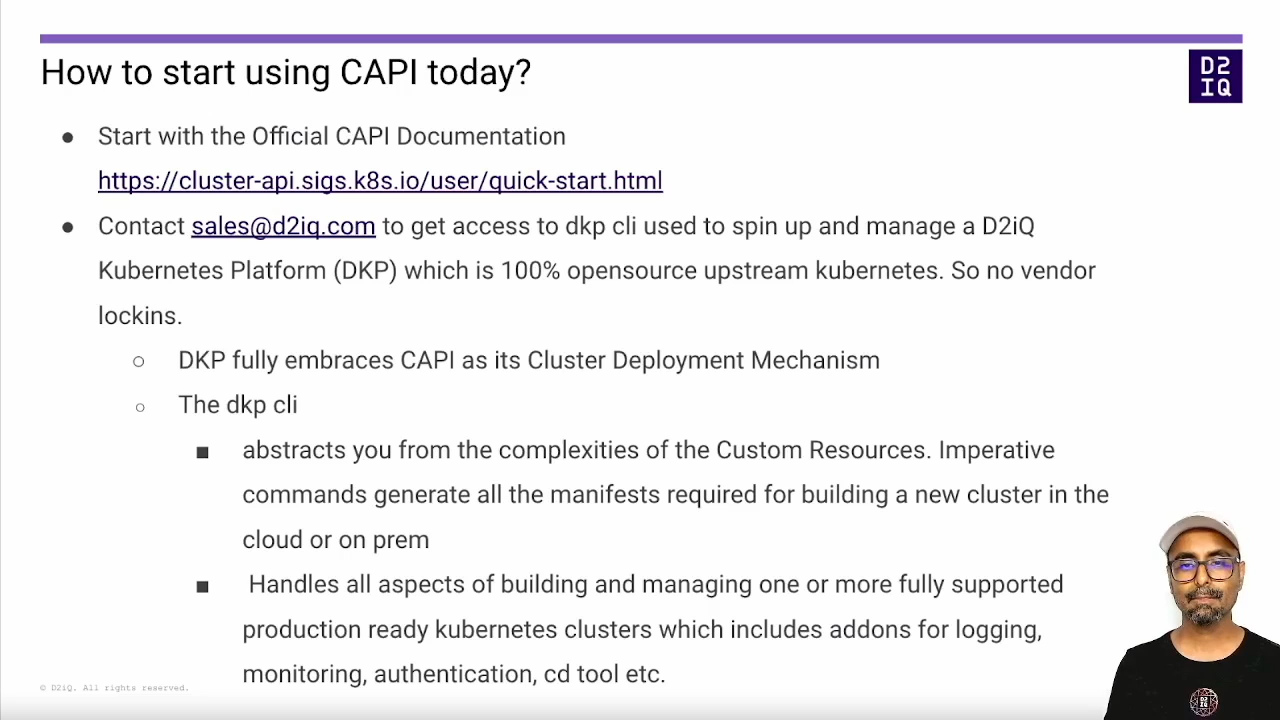 How to start using CAPI today?
D2
IQ
● Start with the Official CAPI Documentation
https://cluster-api.sigs.k8s.io/user/quick-start.html
● Contact sales@d2iq.com to get access to dkp cli used to spin up and manage a D2iQ
Kubernetes Platform (DKP) which is 100% opensource upstream kubernetes. So no vendor
lockins.
○ DKP fully embraces CAPI as its Cluster Deployment Mechanism
○ The dkp cli
■ abstracts you from the complexities of the Custom Resources. Imperative
commands generate all the manifests required for building a new cluster in the
cloud or on prem
■ Handles all aspects of building and managing one or more fully supported
production ready kubernetes clusters which includes addons for logging,
monitoring, authentication, cd tool etc.
© D2iQ. All rights reserved.
D2
IQ